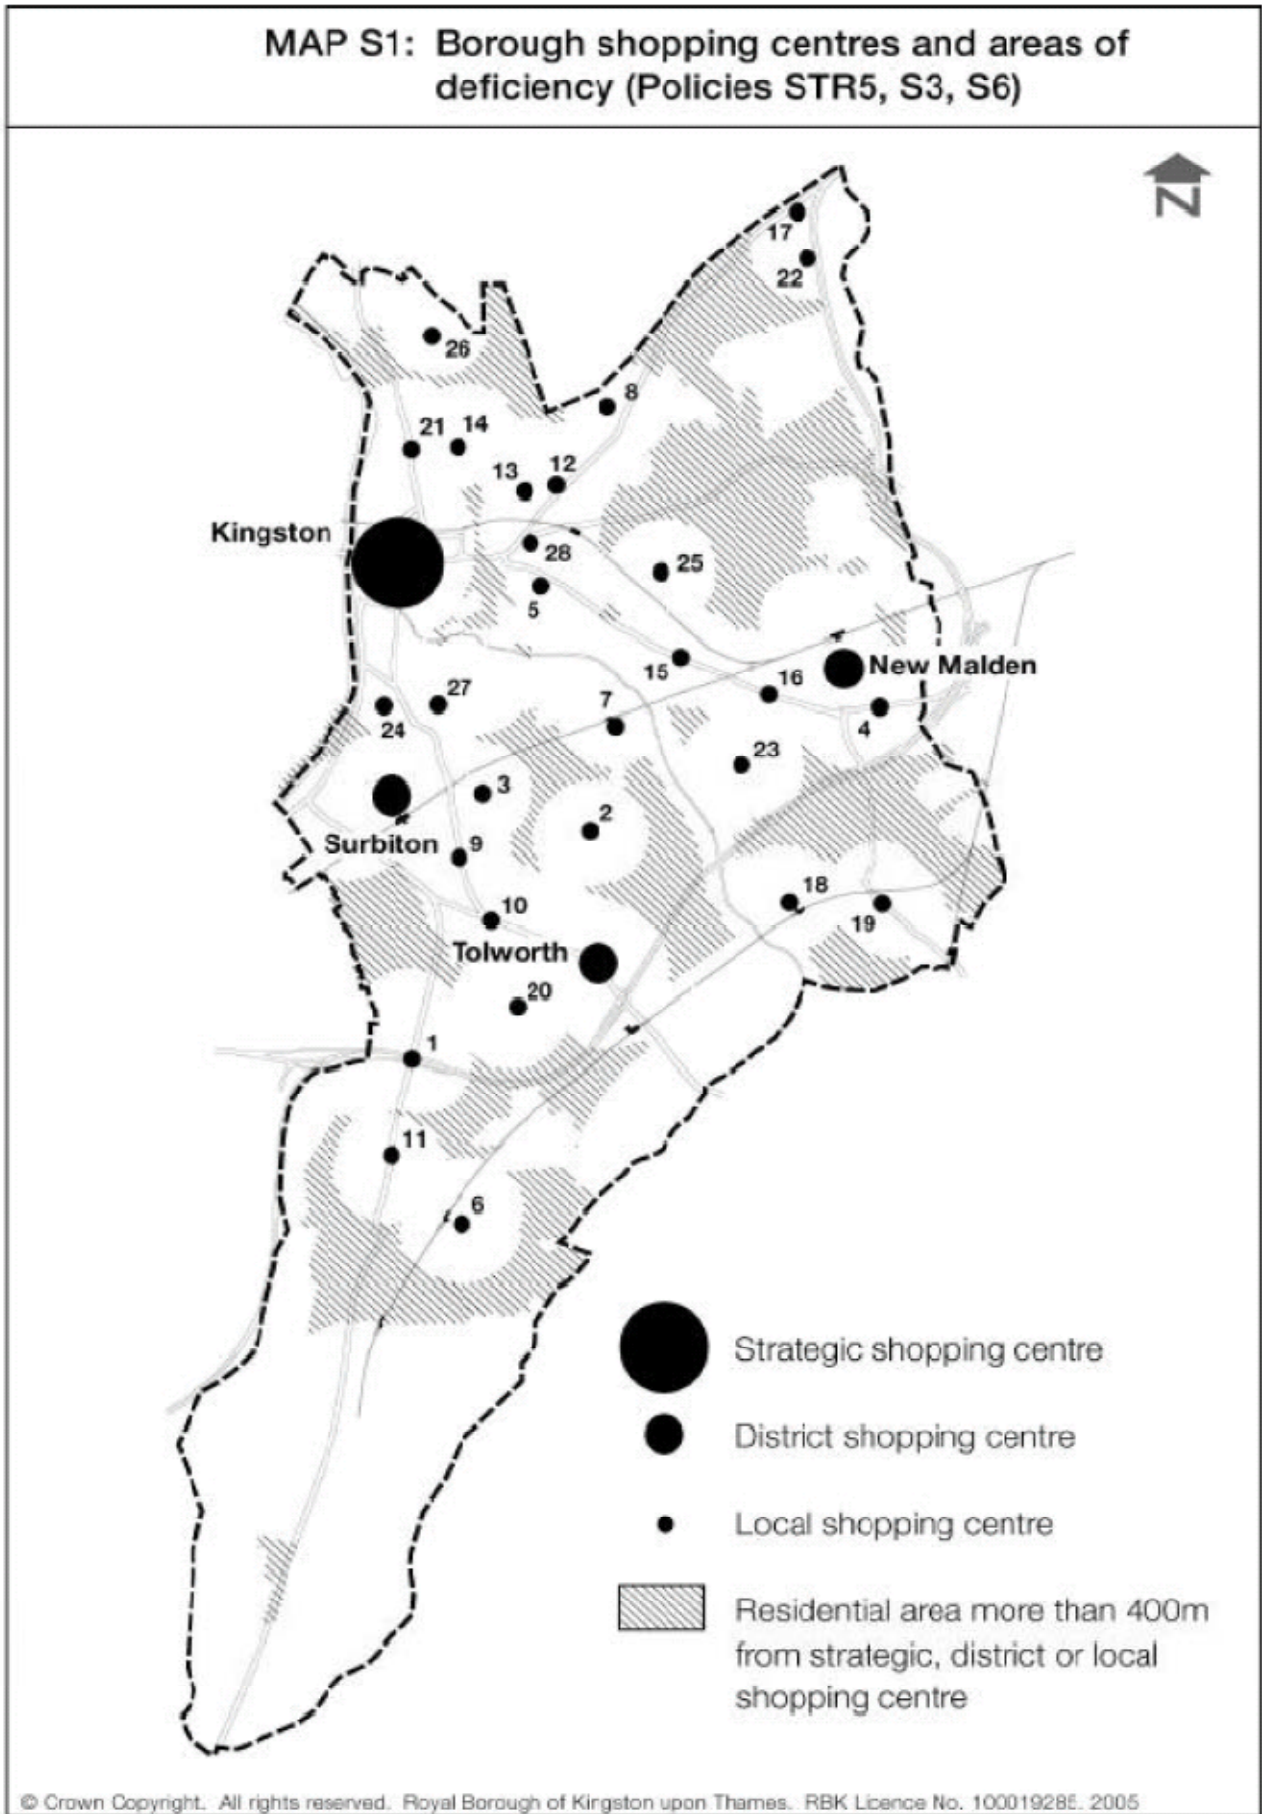 MAP S1: Borough shopping centres and areas of
deficiency (Policies STR5, S3, S6)
N
17
22
26
8
21
14
13
12
Kingston
28
25
5
15
New Malden
16
27
24
7
4
23
3
2
Surbiton
9
18
10
19
Tolworth
20
1
11
6
Strategic shopping centre
District shopping centre
Local shopping centre
Residential area more than 400m
from strategic, district or local
shopping centre
© Crown Copyright. All rights reserved. Royal Borough of Kingston upon Thames. RBK Licence No. 100019285. 2005